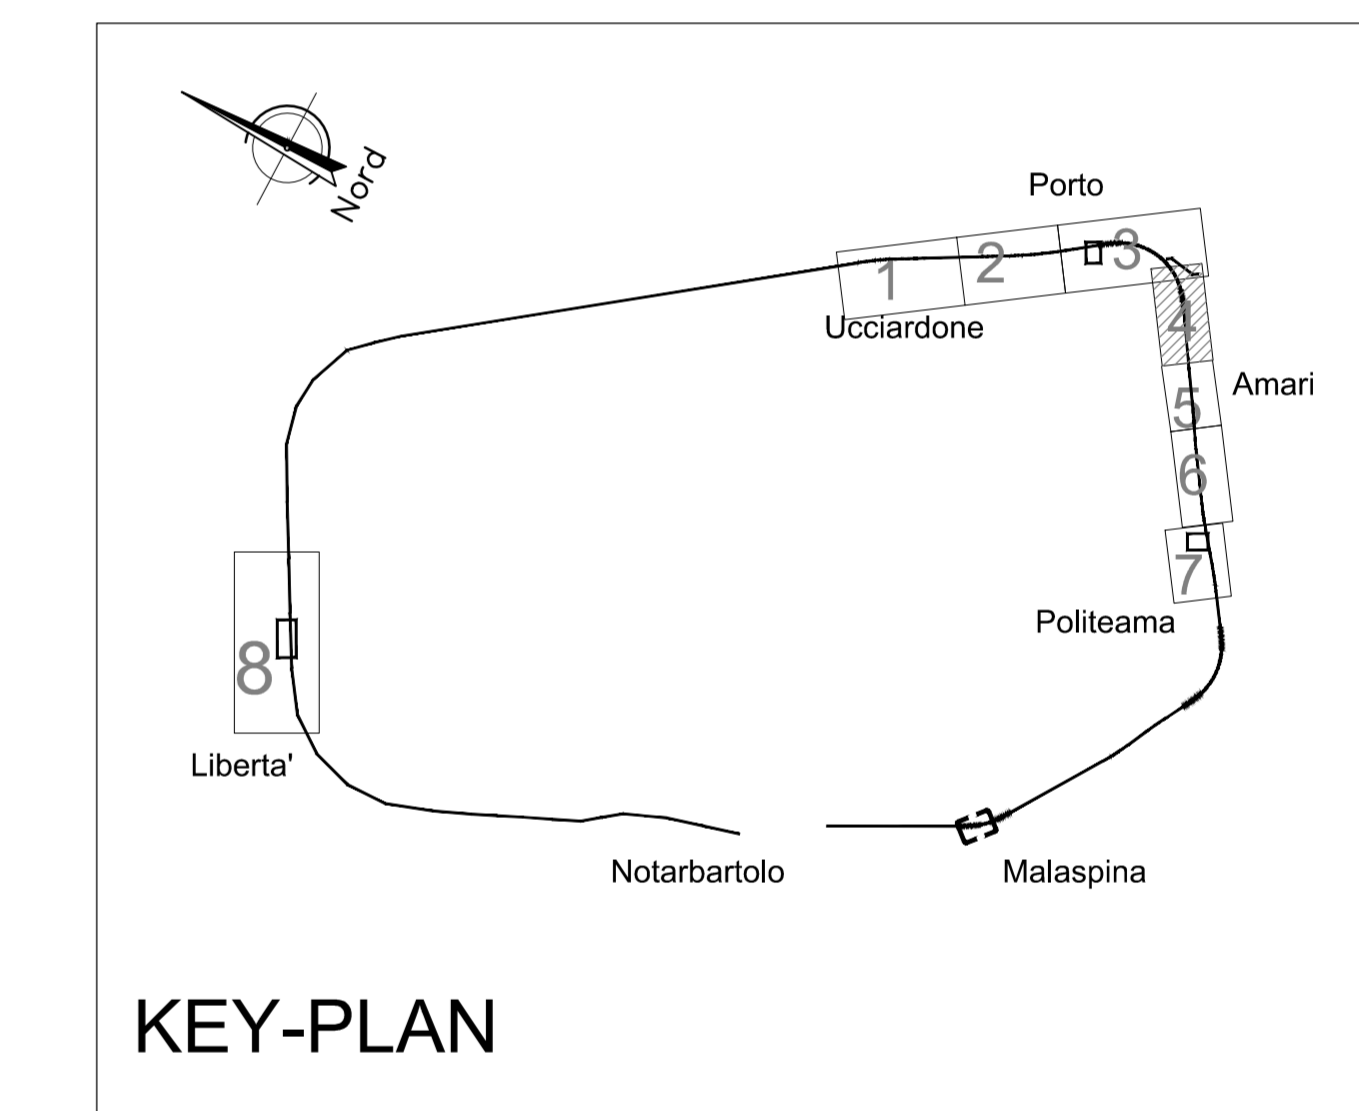 Nord
Porto
1
2
3
Ucciardone
4
Amari
5
6
7
Politeama
8
Liberta'
Notarbartolo
Malaspina
KEY-PLAN